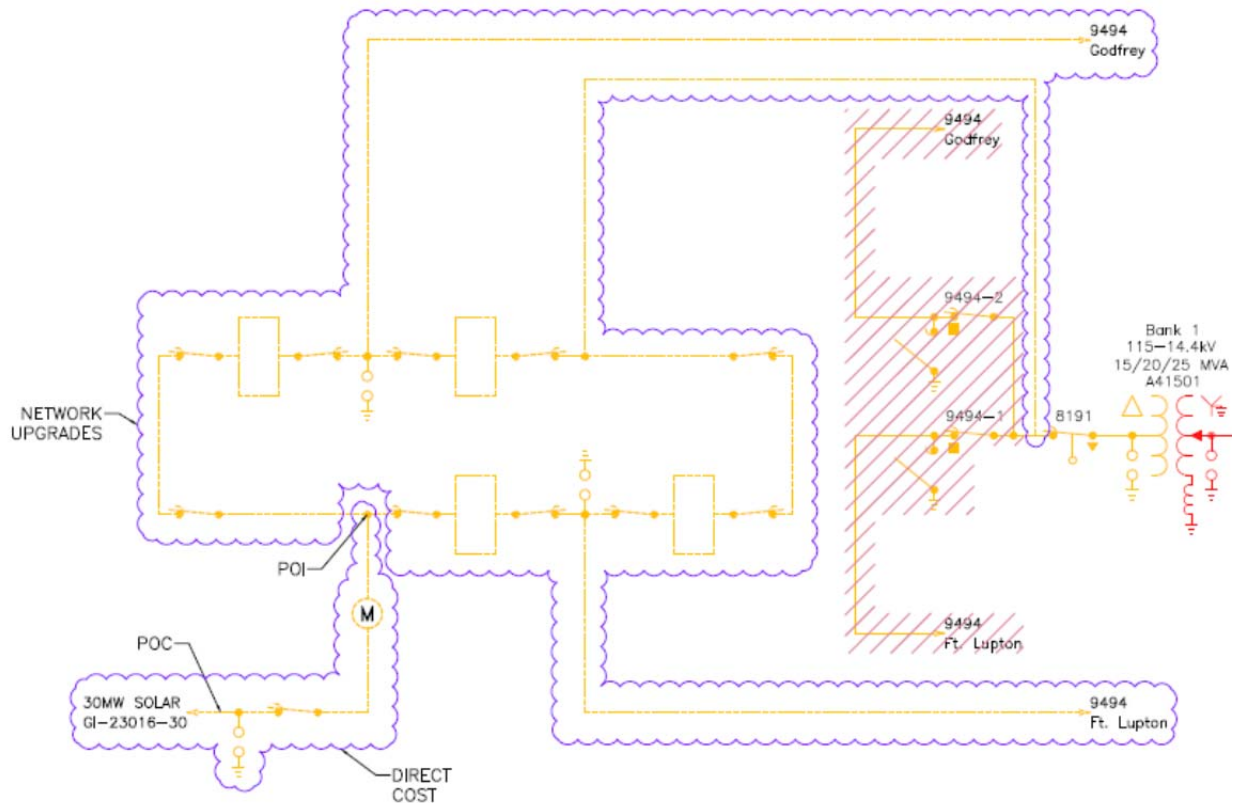 9494
Godfrey
9494
Godfrey
9494-2
Bank 1
115-14.4kV
15/20/25 MVA
A41501
NETWORK
UPGRADES
9494-1
8191
POI
M
9494
Ft. Lupton
POC
30MW SOLAR
GI-23016-30
9494
Ft. Lupton
DIRECT
COST